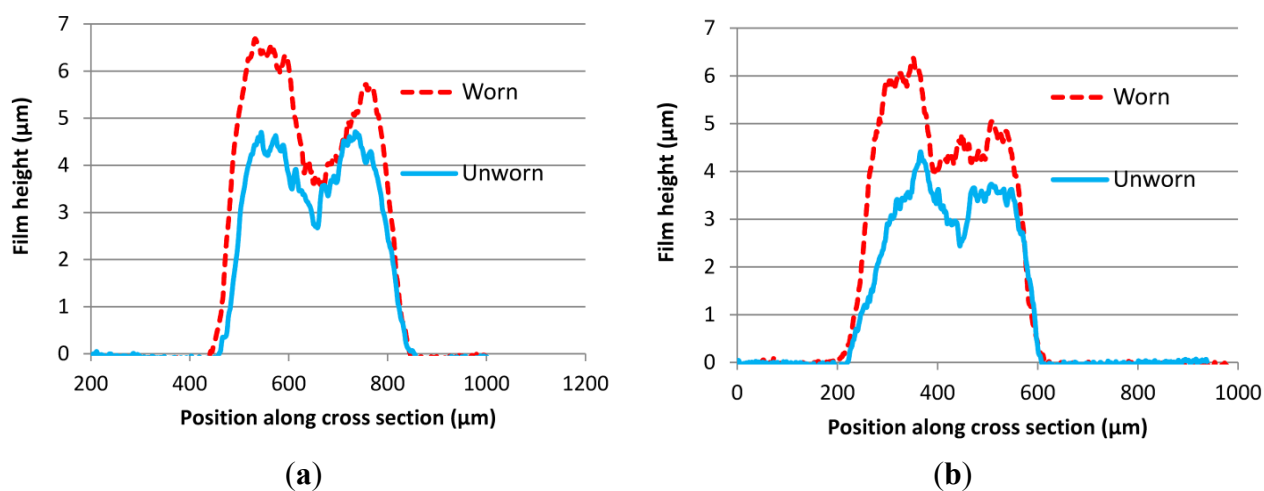 7
6
5
4
3
2
1
0
Film height (µm)
Worn
Unworn
200 400 600 800 1000 1200
Position along cross section (µm)
(a)
7
6
5
4
3
2
1
0
Film height (µm)
Worn
Unworn
0 200 400 600 800 1000
Position along cross section (µm)
(b)